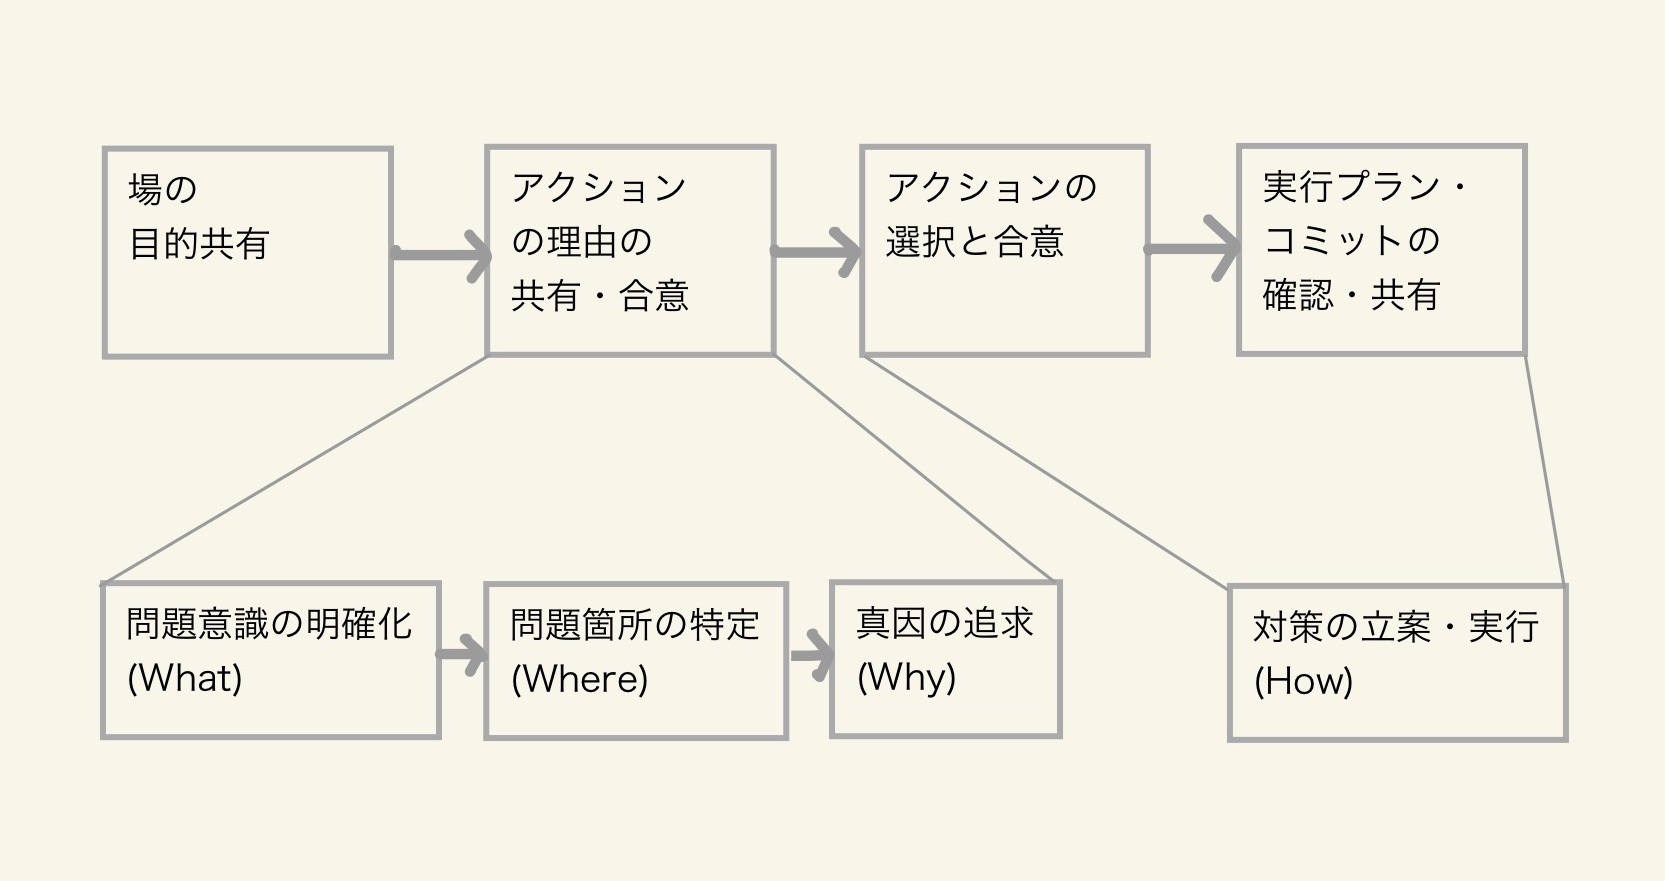 場の
目的共有
アクション
の理由の
共有・合意
アクションの
選択と合意
実行プラン・
コミットの
確認・共有
問題意識の明確化
(What)
問題箇所の特定
(Where)
真因の追求
(Why)
対策の立案・実行
(How)